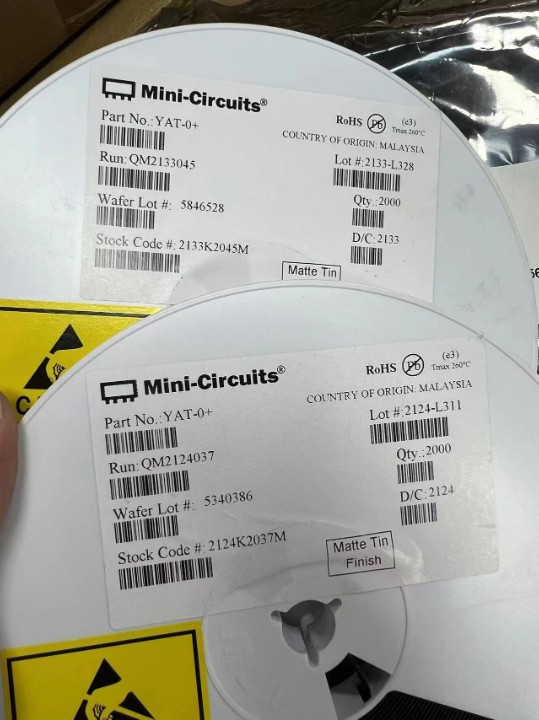 Mini-Circuits®
RoHS Pb (e3)
Tmax 260°C
Part No.:YAT-0+
COUNTRY OF ORIGIN: MALAYSIA
Run: QM2133045
Lot #:2133-L328
Wafer Lot #: 5846528
Qty.:2000
Stock Code #:2133K2045M
D/C:2133
Matte Tin
Mini-Circuits®
RoHS Pb (e3)
Tmax 260°C
COUNTRY OF ORIGIN: MALAYSIA
Part No.:YAT-0+
Lot #:2124-L311
Run: QM2124037
Qty.:2000
Wafer Lot #: 5340386
D/C:2124
Stock Code #:2124K2037M
Matte Tin
Finish